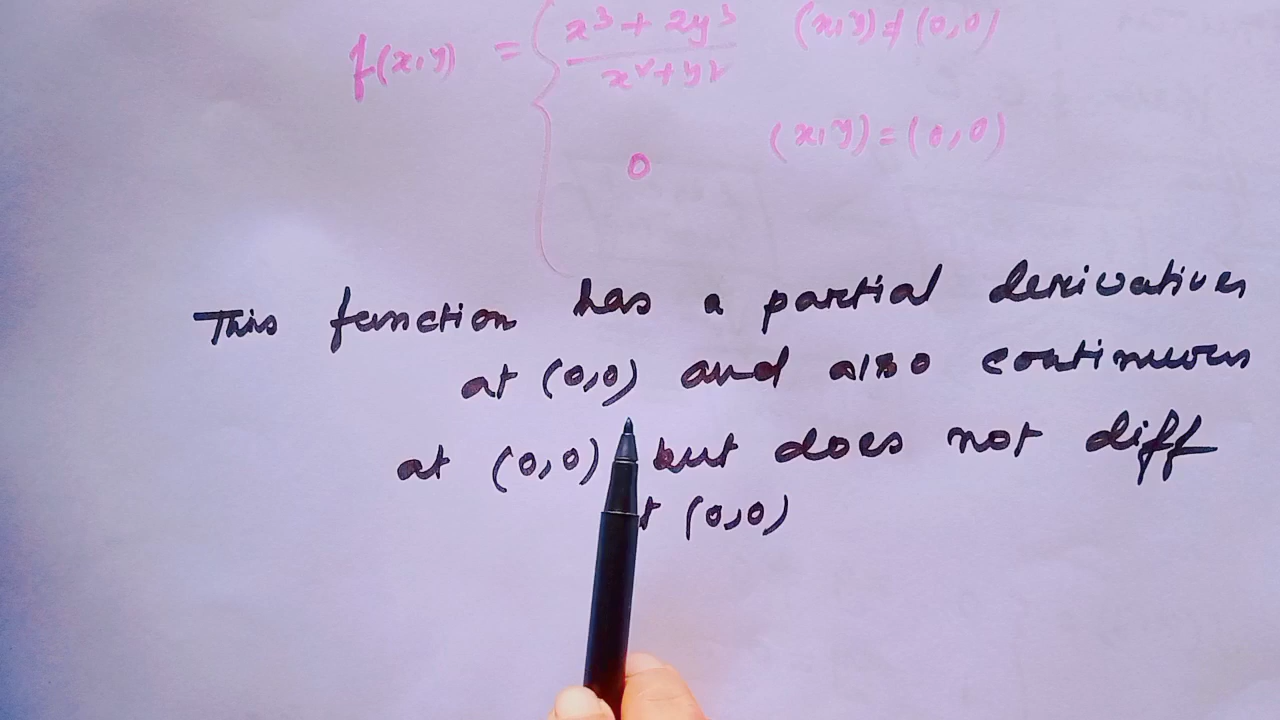 f(x,y) = { x³ + 2y³ / x² + y² (x,y) ≠ (0,0)
0 (x,y) = (0,0)
This function has a partial derivatives
at (0,0) and also continuous
at (0,0) but does not diff
t (0,0)